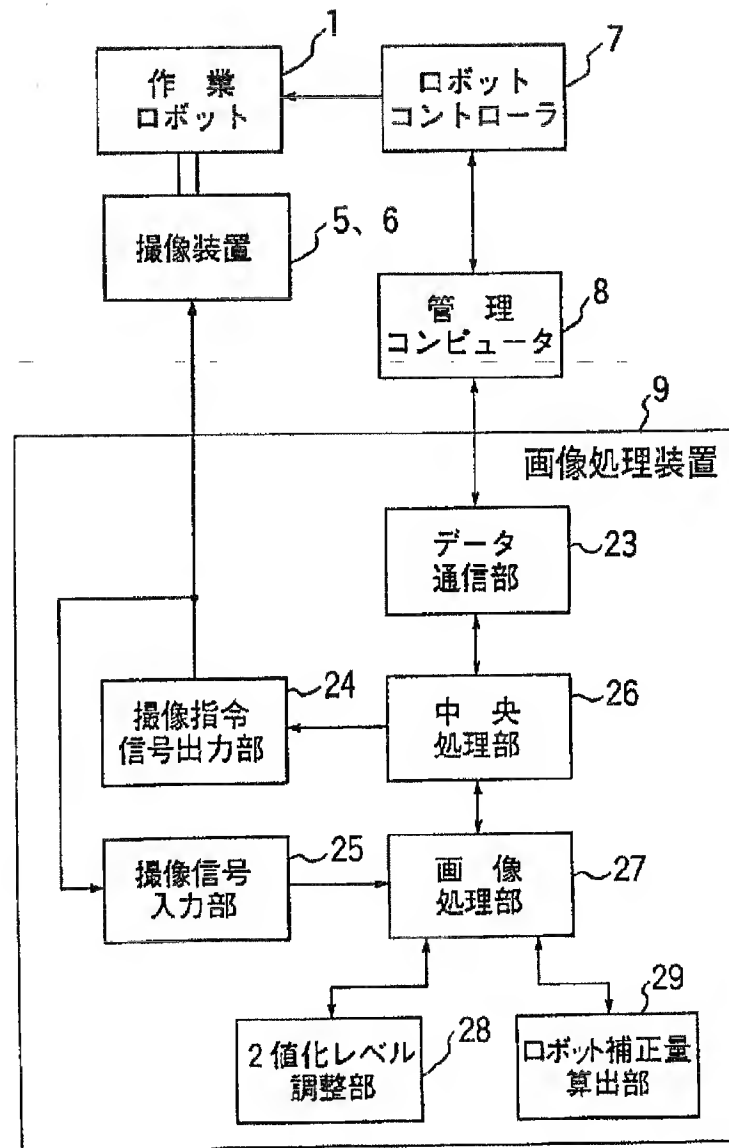 1
作業
ロボット
7
ロボット
コントローラ
撮像装置
5、6
管理
コンピュータ
8
9
画像処理装置
データ
通信部
23
撮像指令
信号出力部
24
中央
処理部
26
撮像信号
入力部
25
画像
処理部
27
2値化レベル
調整部
28
ロボット補正量
算出部
29